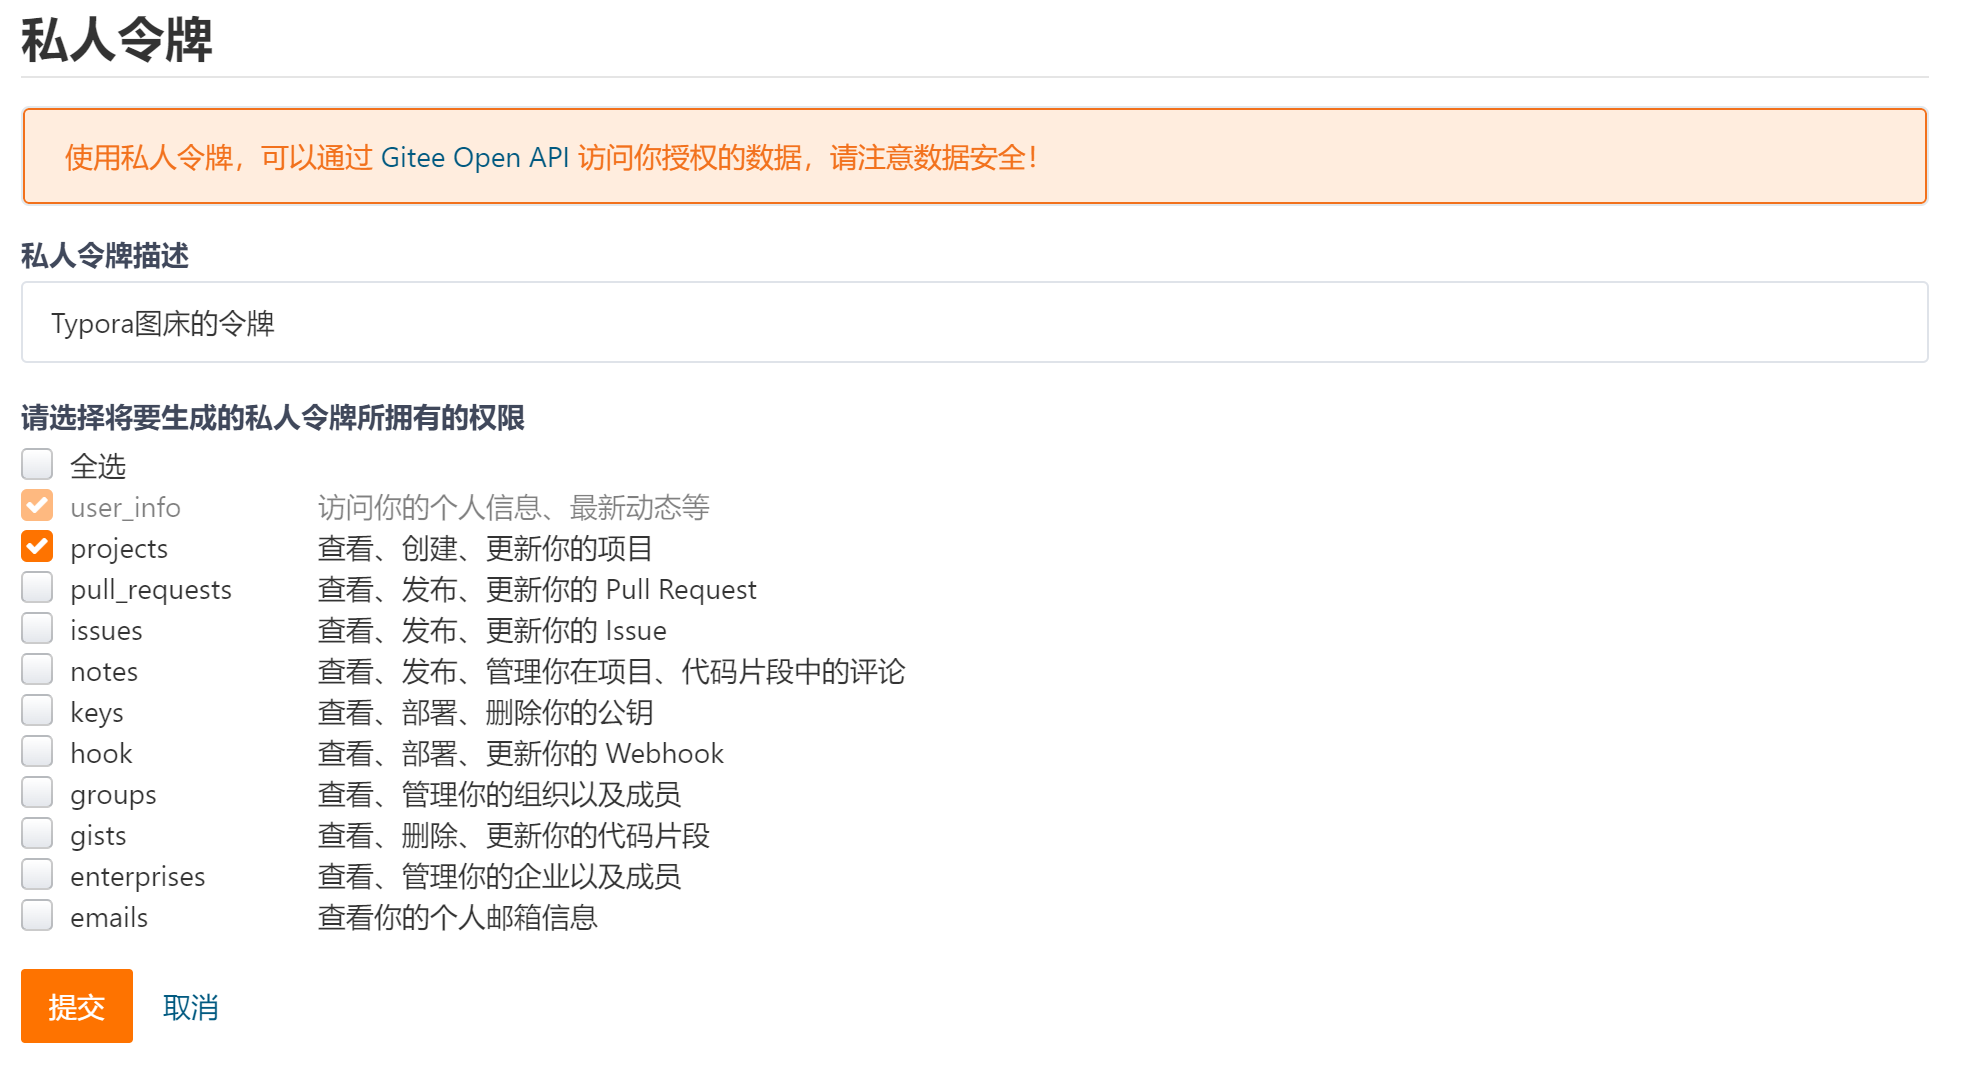 私人令牌
使用私人令牌，可以通过 Gitee Open API 访问你授权的数据，请注意数据安全！
私人令牌描述
Typora图床的令牌
请选择将要生成的私人令牌所拥有的权限
全选
user_info 访问你的个人信息、最新动态等
projects 查看、创建、更新你的项目
pull_requests 查看、发布、更新你的 Pull Request
issues 查看、发布、更新你的 Issue
notes 查看、发布、管理你在项目、代码片段中的评论
keys 查看、部署、删除你的公钥
hook 查看、部署、更新你的 Webhook
groups 查看、管理你的组织以及成员
gists 查看、删除、更新你的代码片段
enterprises 查看、管理你的企业以及成员
emails 查看你的个人邮箱信息
提交 取消